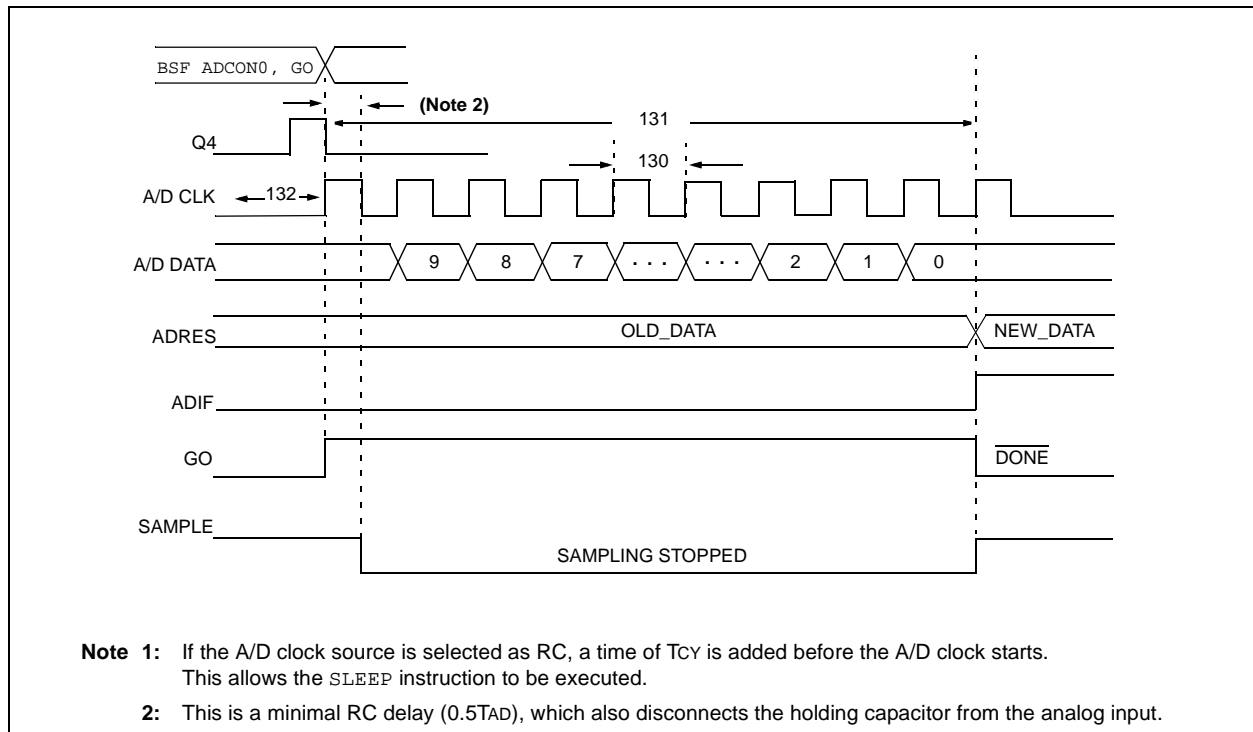 BSF ADCON0, GO
(Note 2)
131
Q4
130
A/D CLK
132
A/D DATA
9 8 7 . . . . . . 2 1 0
ADRES
OLD_DATA
NEW_DATA
ADIF
GO
DONE
SAMPLE
SAMPLING STOPPED
Note 1: If the A/D clock source is selected as RC, a time of TCY is added before the A/D clock starts.
This allows the SLEEP instruction to be executed.
2: This is a minimal RC delay (0.5TAD), which also disconnects the holding capacitor from the analog input.